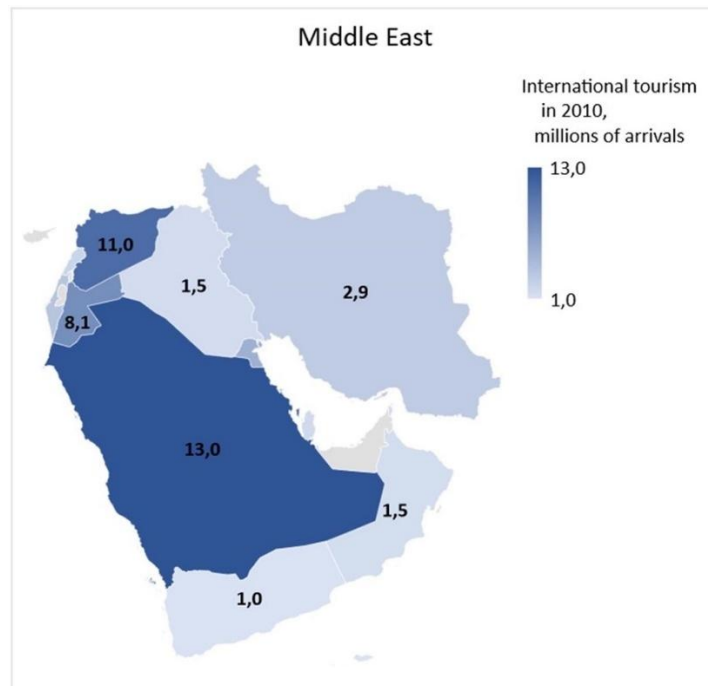 Middle East
International tourism
in 2010,
millions of arrivals
13,0
1,0
11,0
1,5
2,9
8,1
13,0
1,5
1,0